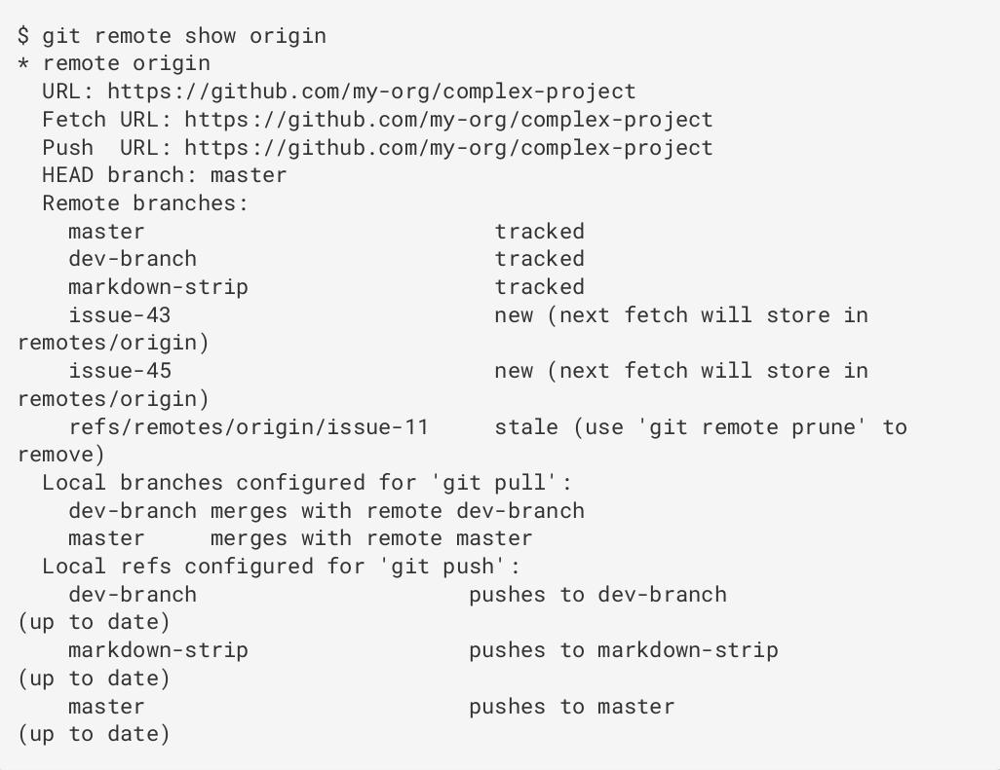 $ git remote show origin
* remote origin
  URL: https://github.com/my-org/complex-project
  Fetch URL: https://github.com/my-org/complex-project
  Push  URL: https://github.com/my-org/complex-project
  HEAD branch: master
  Remote branches:
    master                           tracked
    dev-branch                       tracked
    markdown-strip                   tracked
    issue-43                         new (next fetch will store in
remotes/origin)
    issue-45                         new (next fetch will store in
remotes/origin)
    refs/remotes/origin/issue-11     stale (use 'git remote prune' to
remove)
  Local branches configured for 'git pull':
    dev-branch merges with remote dev-branch
    master     merges with remote master
  Local refs configured for 'git push':
    dev-branch                     pushes to dev-branch
(up to date)
    markdown-strip                 pushes to markdown-strip
(up to date)
    master                         pushes to master
(up to date)